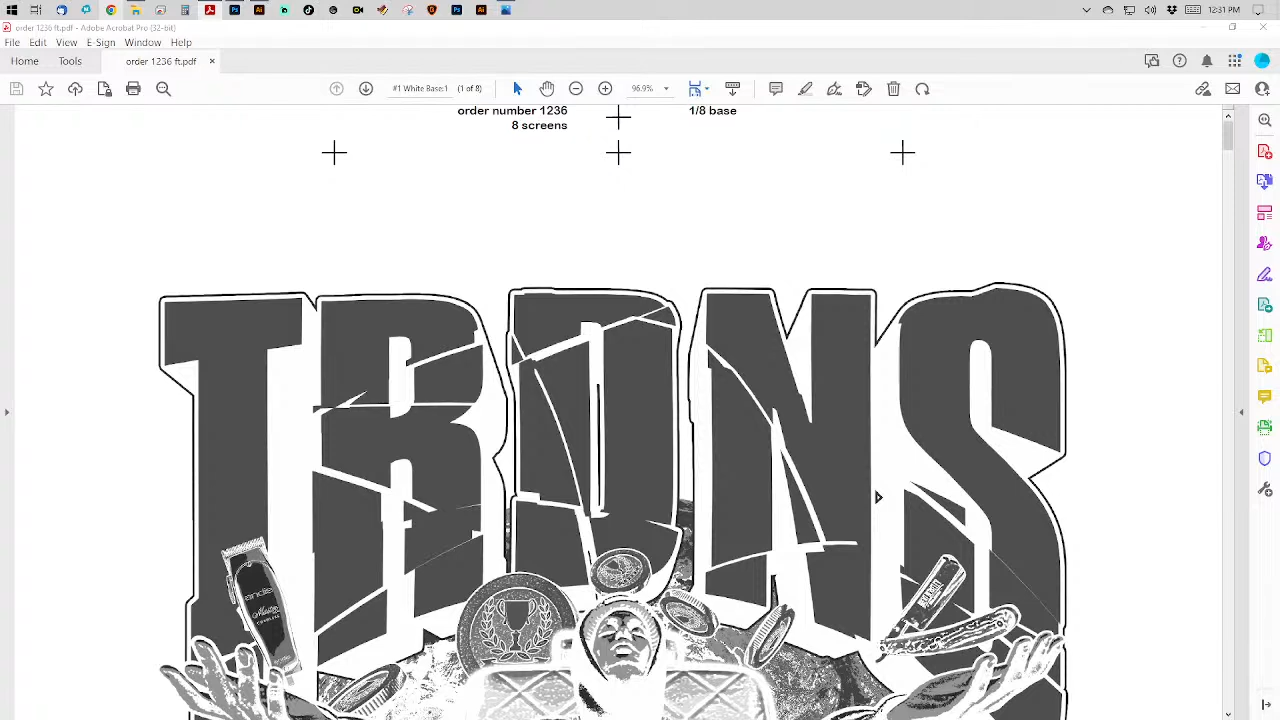 12:31 PM
order 1236 ft.pdf - Adobe Acrobat Pro (32-bit)
File Edit View E-Sign Window Help
Home Tools order 1236 ft.pdf ×
#1 White Base:1 (1 of 8) 96.9%
order number 1236 1/8 base
8 screens
TRDNS
andis